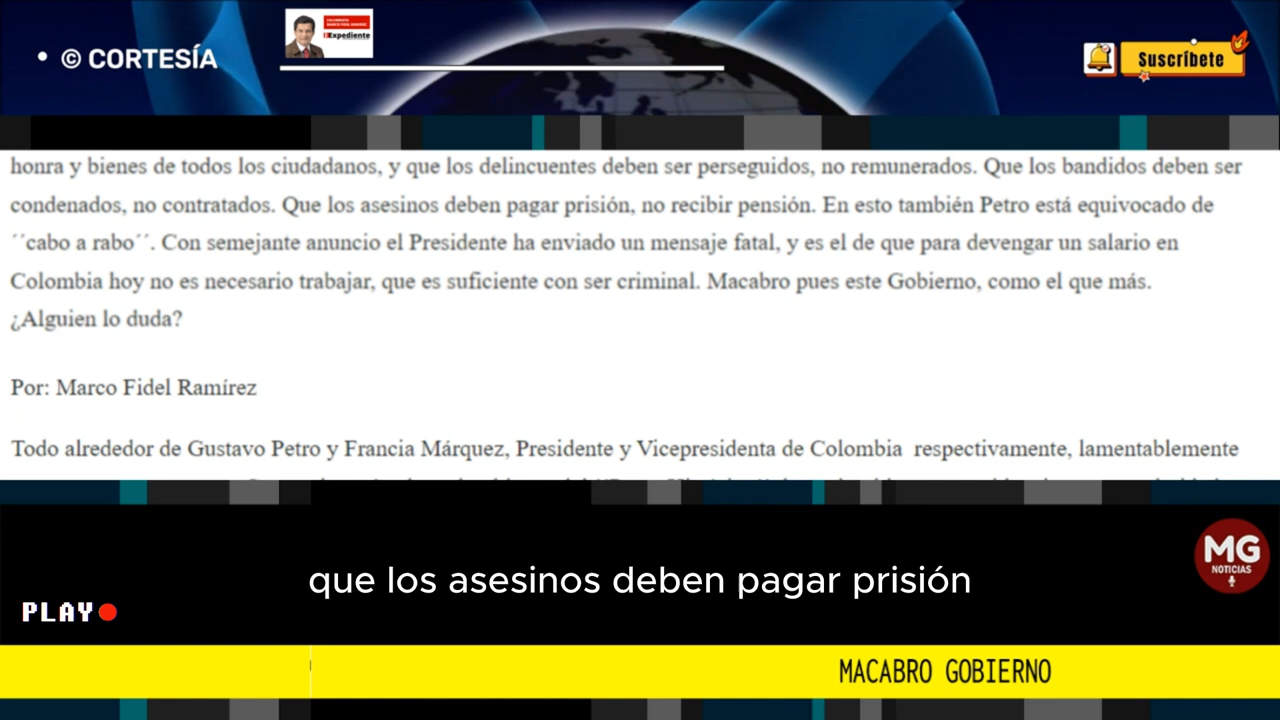 • © CORTESÍA
Expediente
Suscríbete
honra y bienes de todos los ciudadanos, y que los delincuentes deben ser perseguidos, no remunerados. Que los bandidos deben ser
condenados, no contratados. Que los asesinos deben pagar prisión, no recibir pensión. En esto también Petro está equivocado de
´´cabo a rabo´´. Con semejante anuncio el Presidente ha enviado un mensaje fatal, y es el de que para devengar un salario en
Colombia hoy no es necesario trabajar, que es suficiente con ser criminal. Macabro pues este Gobierno, como el que más.
¿Alguien lo duda?
Por: Marco Fidel Ramírez
Todo alrededor de Gustavo Petro y Francia Márquez, Presidente y Vicepresidenta de Colombia respectivamente, lamentablemente
MG
NOTICIAS
que los asesinos deben pagar prisión
PLAY
MACABRO GOBIERNO